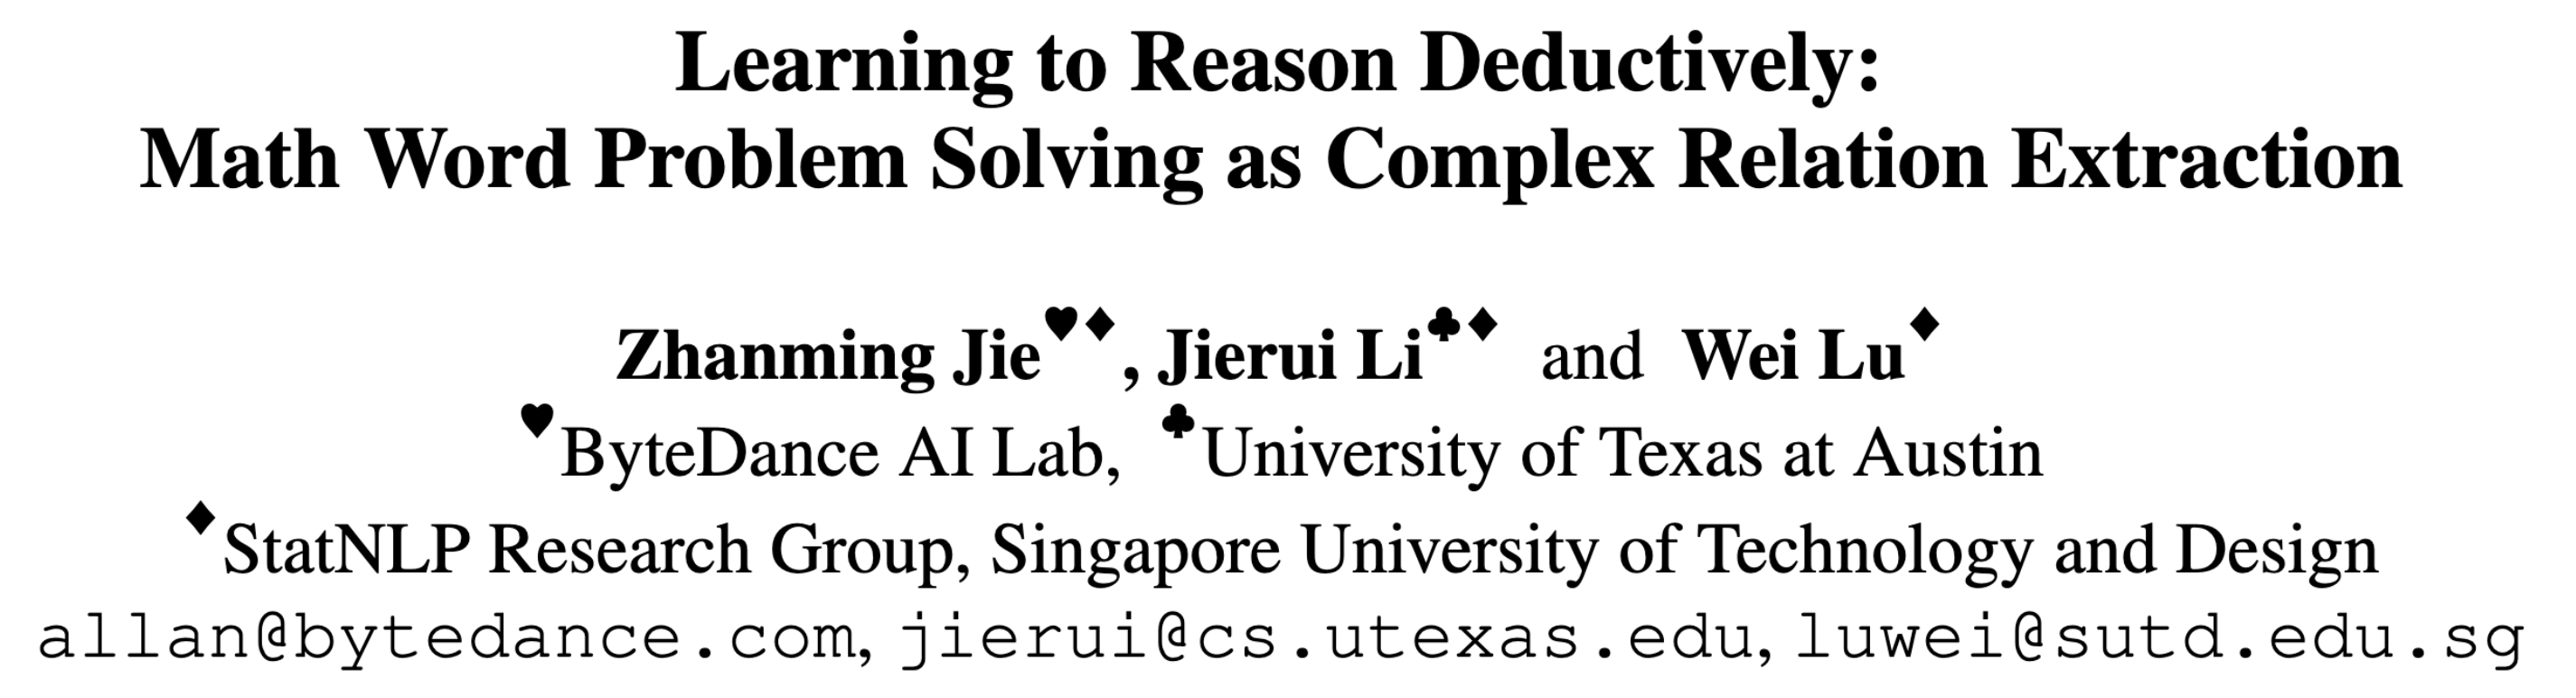 Learning to Reason Deductively:
Math Word Problem Solving as Complex Relation Extraction
Zhanming Jie♥♦, Jierui Li♣♦ and Wei Lu♦
♥ByteDance AI Lab, ♣University of Texas at Austin
♦StatNLP Research Group, Singapore University of Technology and Design
allan@bytedance.com, jierui@cs.utexas.edu, luwei@sutd.edu.sg